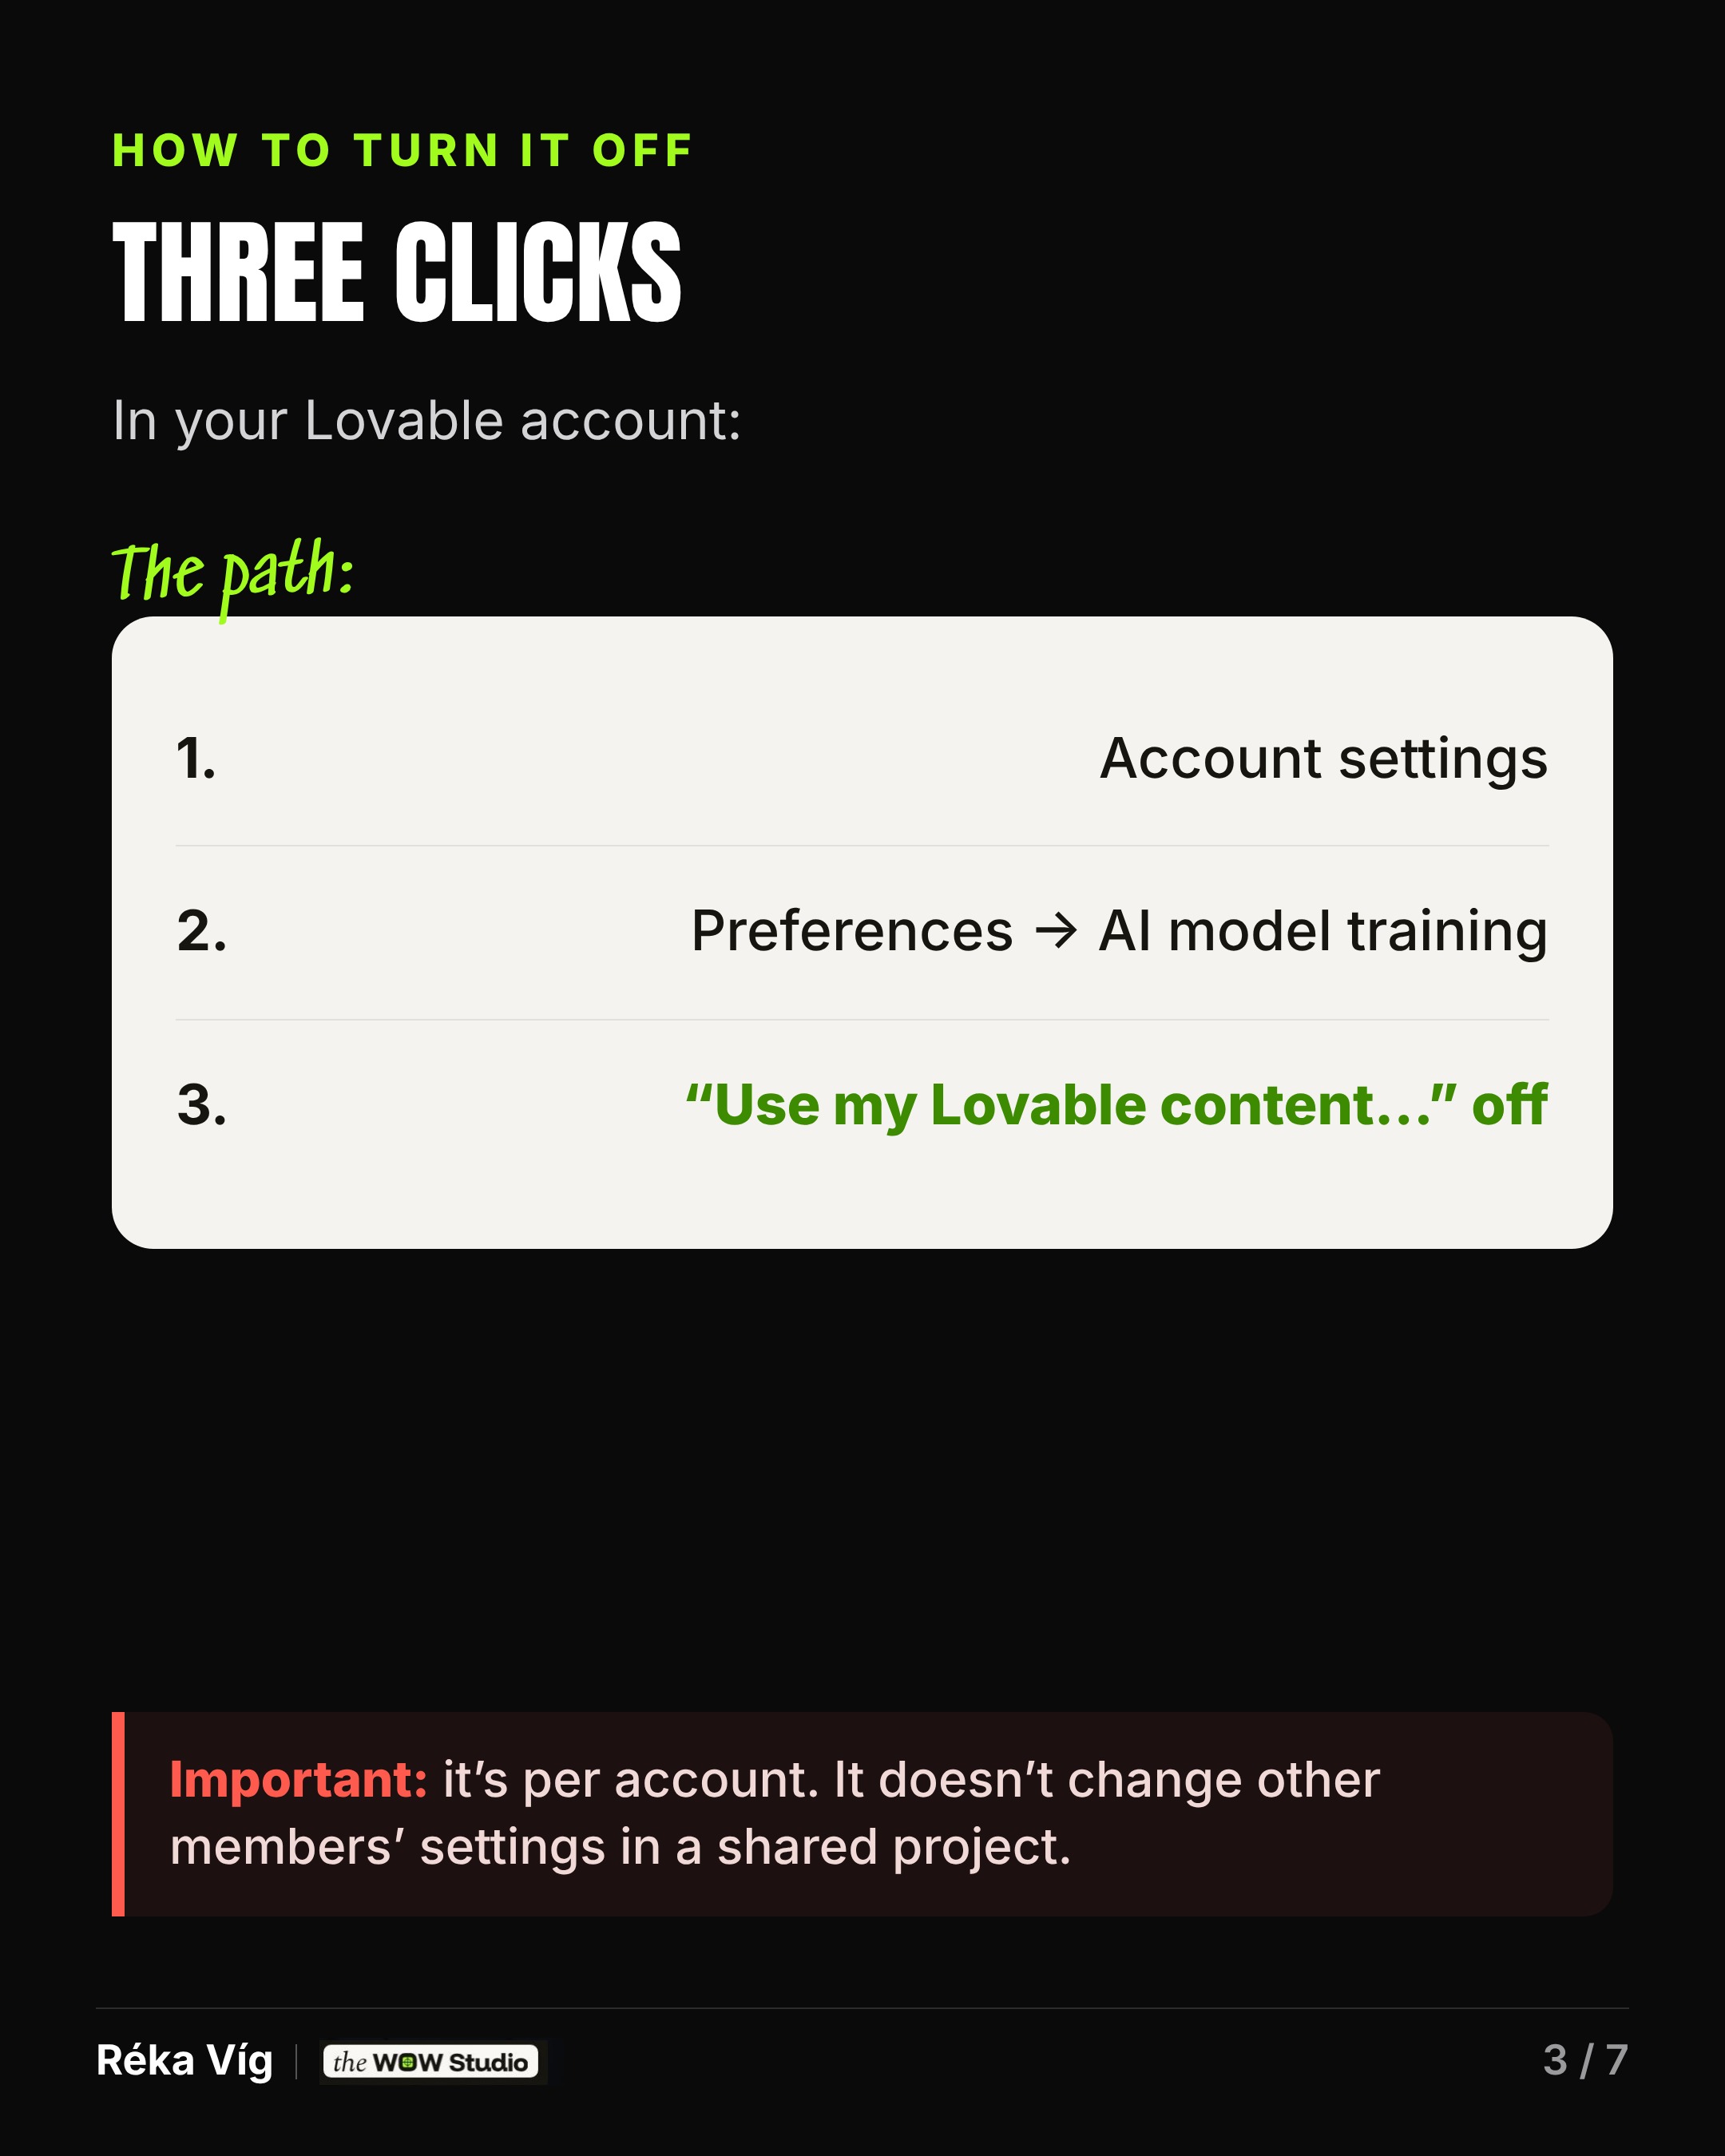 HOW TO TURN IT OFF
THREE CLICKS
In your Lovable account:
The path:
1. Account settings
2. Preferences → AI model training
3. “Use my Lovable content…” off
Important: it’s per account. It doesn’t change other
members’ settings in a shared project.
Réka Víg | the WOW Studio 3 / 7